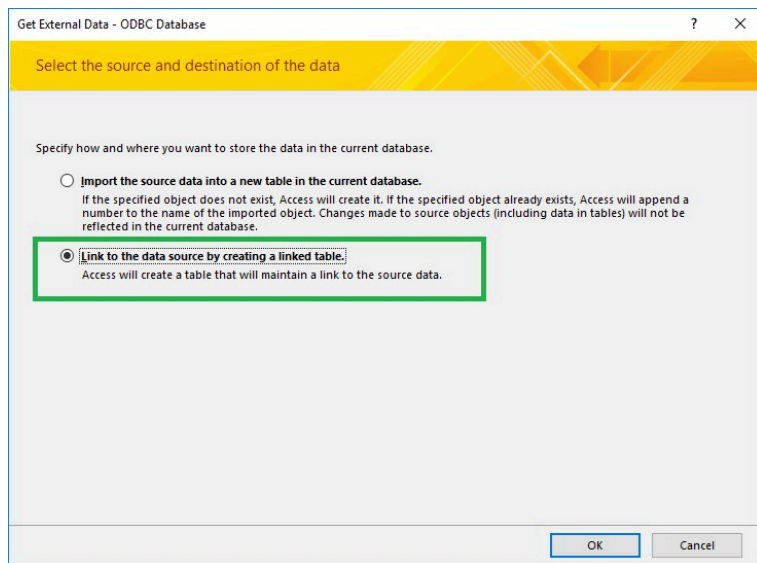 Get External Data - ODBC Database
?
Select the source and destination of the data
Specify how and where you want to store the data in the current database.
Import the source data into a new table in the current database.
If the specified object does not exist, Access will create it. If the specified object already exists, Access will append a
number to the name of the imported object. Changes made to source objects (including data in tables) will not be
reflected in the current database.
Link to the data source by creating a linked table.
Access will create a table that will maintain a link to the source data.
OK
Cancel